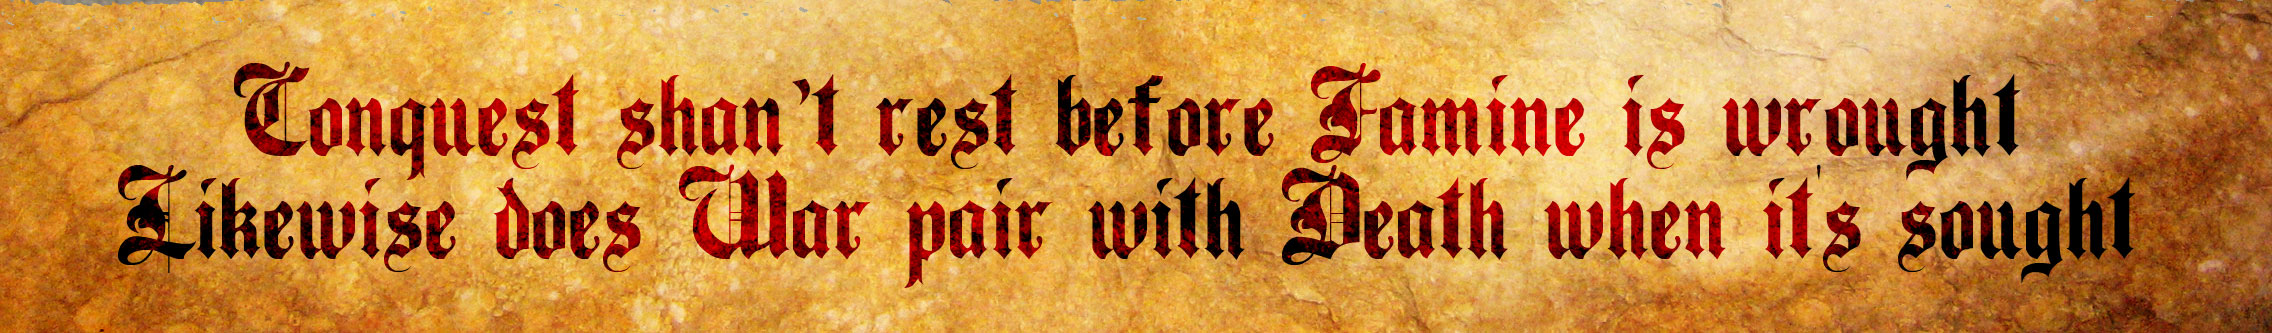 Conquest shan't rest before Famine is wrought
Likewise does War pair with Death when it's sought